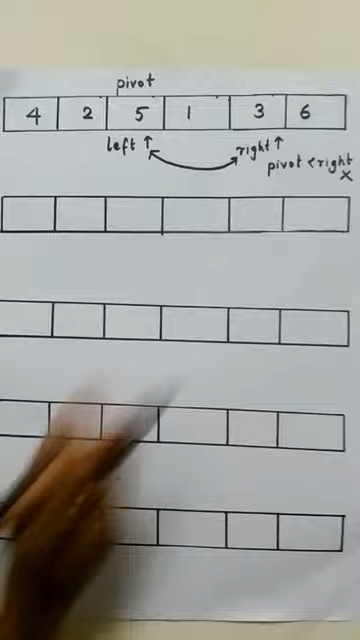 pivot
4 2 5 1 3 6
left ↑ right ↑
pivot < right
×